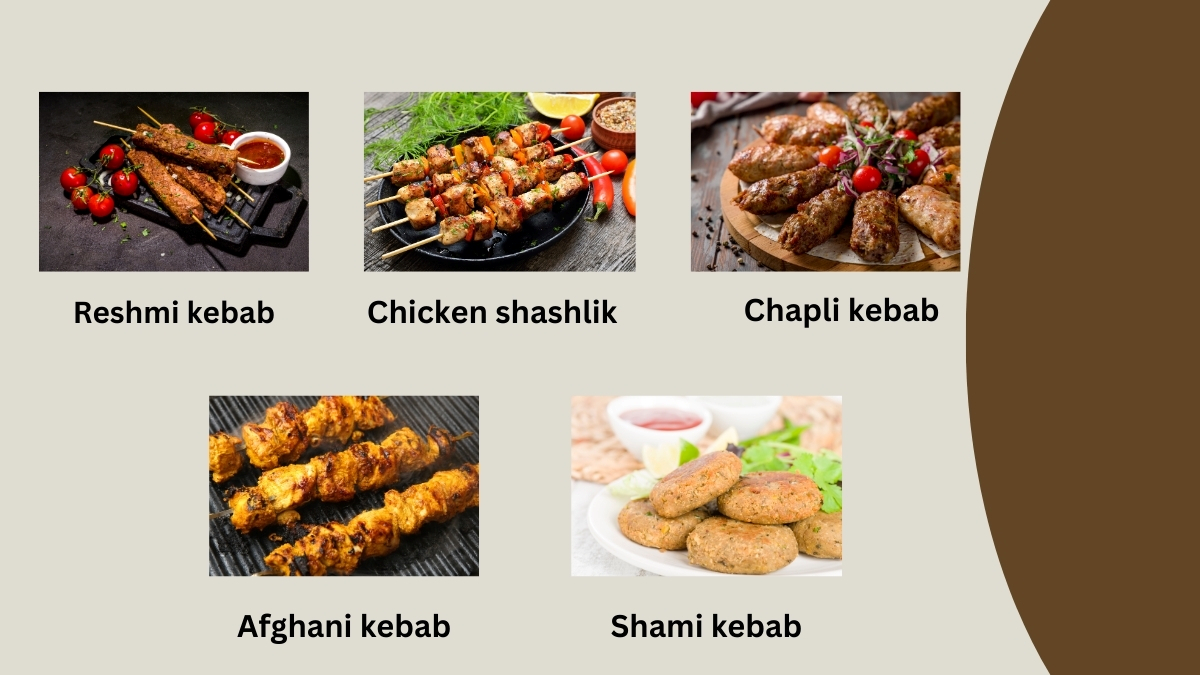 Reshmi kebab
Chicken shashlik
Chapli kebab
Afghani kebab
Shami kebab